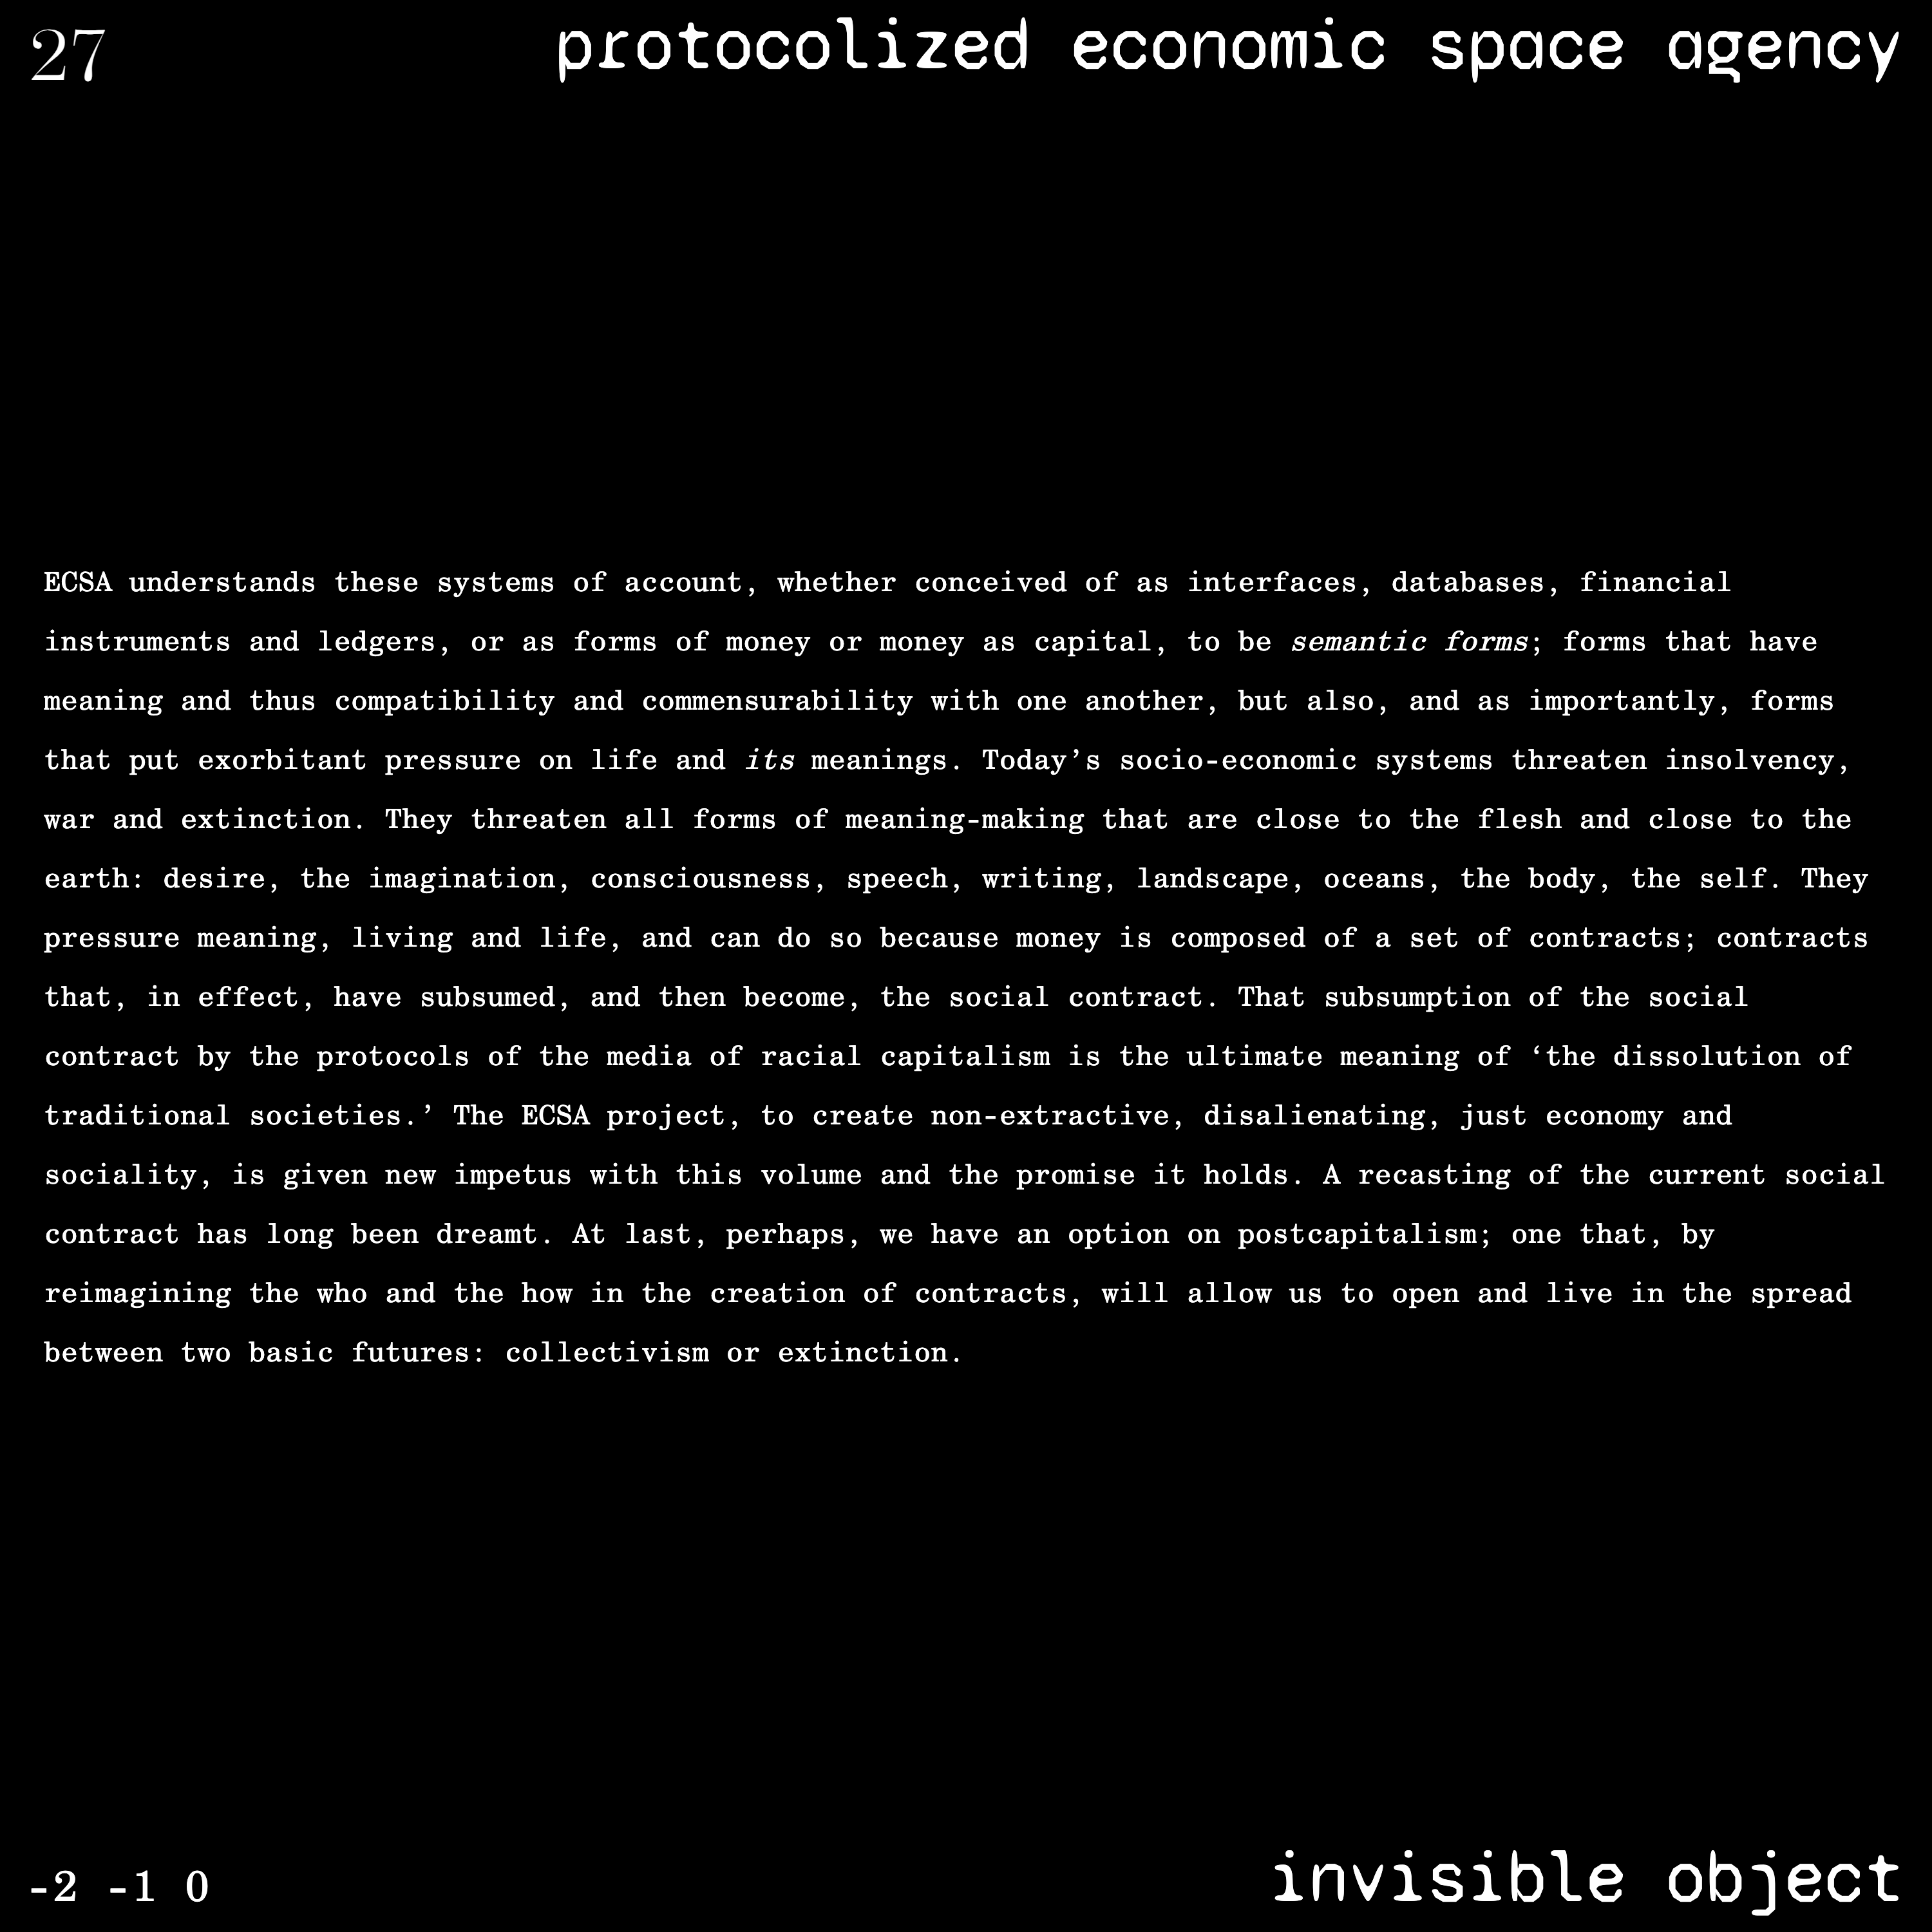 27
protocolized economic space agency
ECSA understands these systems of account, whether conceived of as interfaces, databases, financial
instruments and ledgers, or as forms of money or money as capital, to be semantic forms; forms that have
meaning and thus compatibility and commensurability with one another, but also, and as importantly, forms
that put exorbitant pressure on life and its meanings. Today’s socio-economic systems threaten insolvency,
war and extinction. They threaten all forms of meaning-making that are close to the flesh and close to the
earth: desire, the imagination, consciousness, speech, writing, landscape, oceans, the body, the self. They
pressure meaning, living and life, and can do so because money is composed of a set of contracts; contracts
that, in effect, have subsumed, and then become, the social contract. That subsumption of the social
contract by the protocols of the media of racial capitalism is the ultimate meaning of ‘the dissolution of
traditional societies.’ The ECSA project, to create non-extractive, disalienating, just economy and
sociality, is given new impetus with this volume and the promise it holds. A recasting of the current social
contract has long been dreamt. At last, perhaps, we have an option on postcapitalism; one that, by
reimagining the who and the how in the creation of contracts, will allow us to open and live in the spread
between two basic futures: collectivism or extinction.
-2 -1 0
invisible object